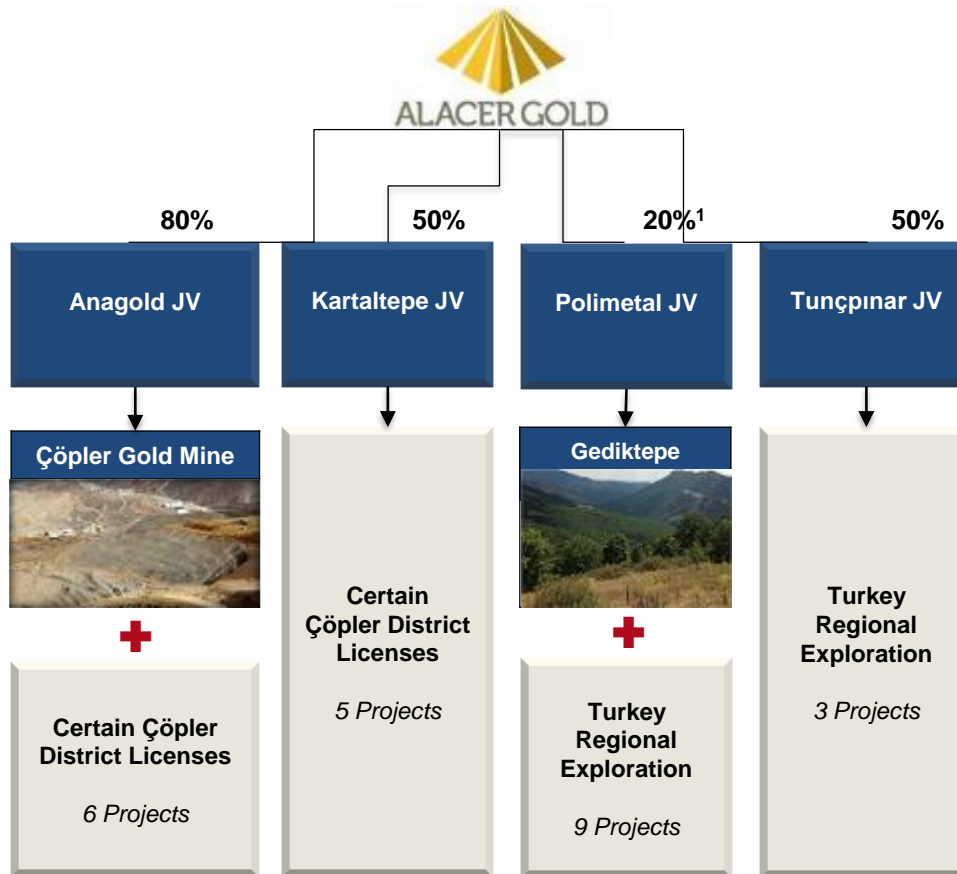 ALACER GOLD
80%
50%
20%¹
50%
Anagold JV
Kartaltepe JV
Polimetal JV
Tunçpınar JV
Çöpler Gold Mine
Gediktepe
Certain
Çöpler District
Licenses
5 Projects
Turkey
Regional
Exploration
3 Projects
Certain Çöpler
District Licenses
6 Projects
Turkey
Regional
Exploration
9 Projects